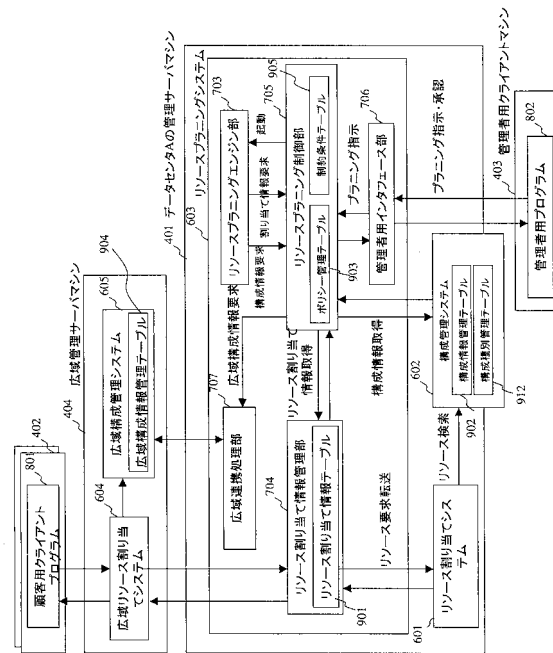 402
801
顧客用クライアント
プログラム
404
広域管理サーバマシン
604
広域リソース割り当
てシステム
605
広域構成管理システム
904
広域構成情報管理テーブル
401
データセンタAの管理サーバマシン
603
リソースプラニングシステム
707
広域連携処理部
広域構成情報要求
703
リソースプラニングエンジン部
構成情報要求
割り当て情報要求
起動
704
リソース割り当て情報管理部
リソース割り当て情報テーブル
901
リソース割り当て
情報取得
705
リソースプラニング制御部
905
ポリシー管理テーブル
903
制約条件テーブル
プラニング指示
706
管理者用インタフェース部
リソース要求転送
構成情報取得
601
リソース割り当てシス
テム
リソース検索
602
構成管理システム
構成情報管理テーブル
902
構成種別管理テーブル
912
プラニング指示・承認
403
管理者用クライアントマシン
802
管理者用プログラム